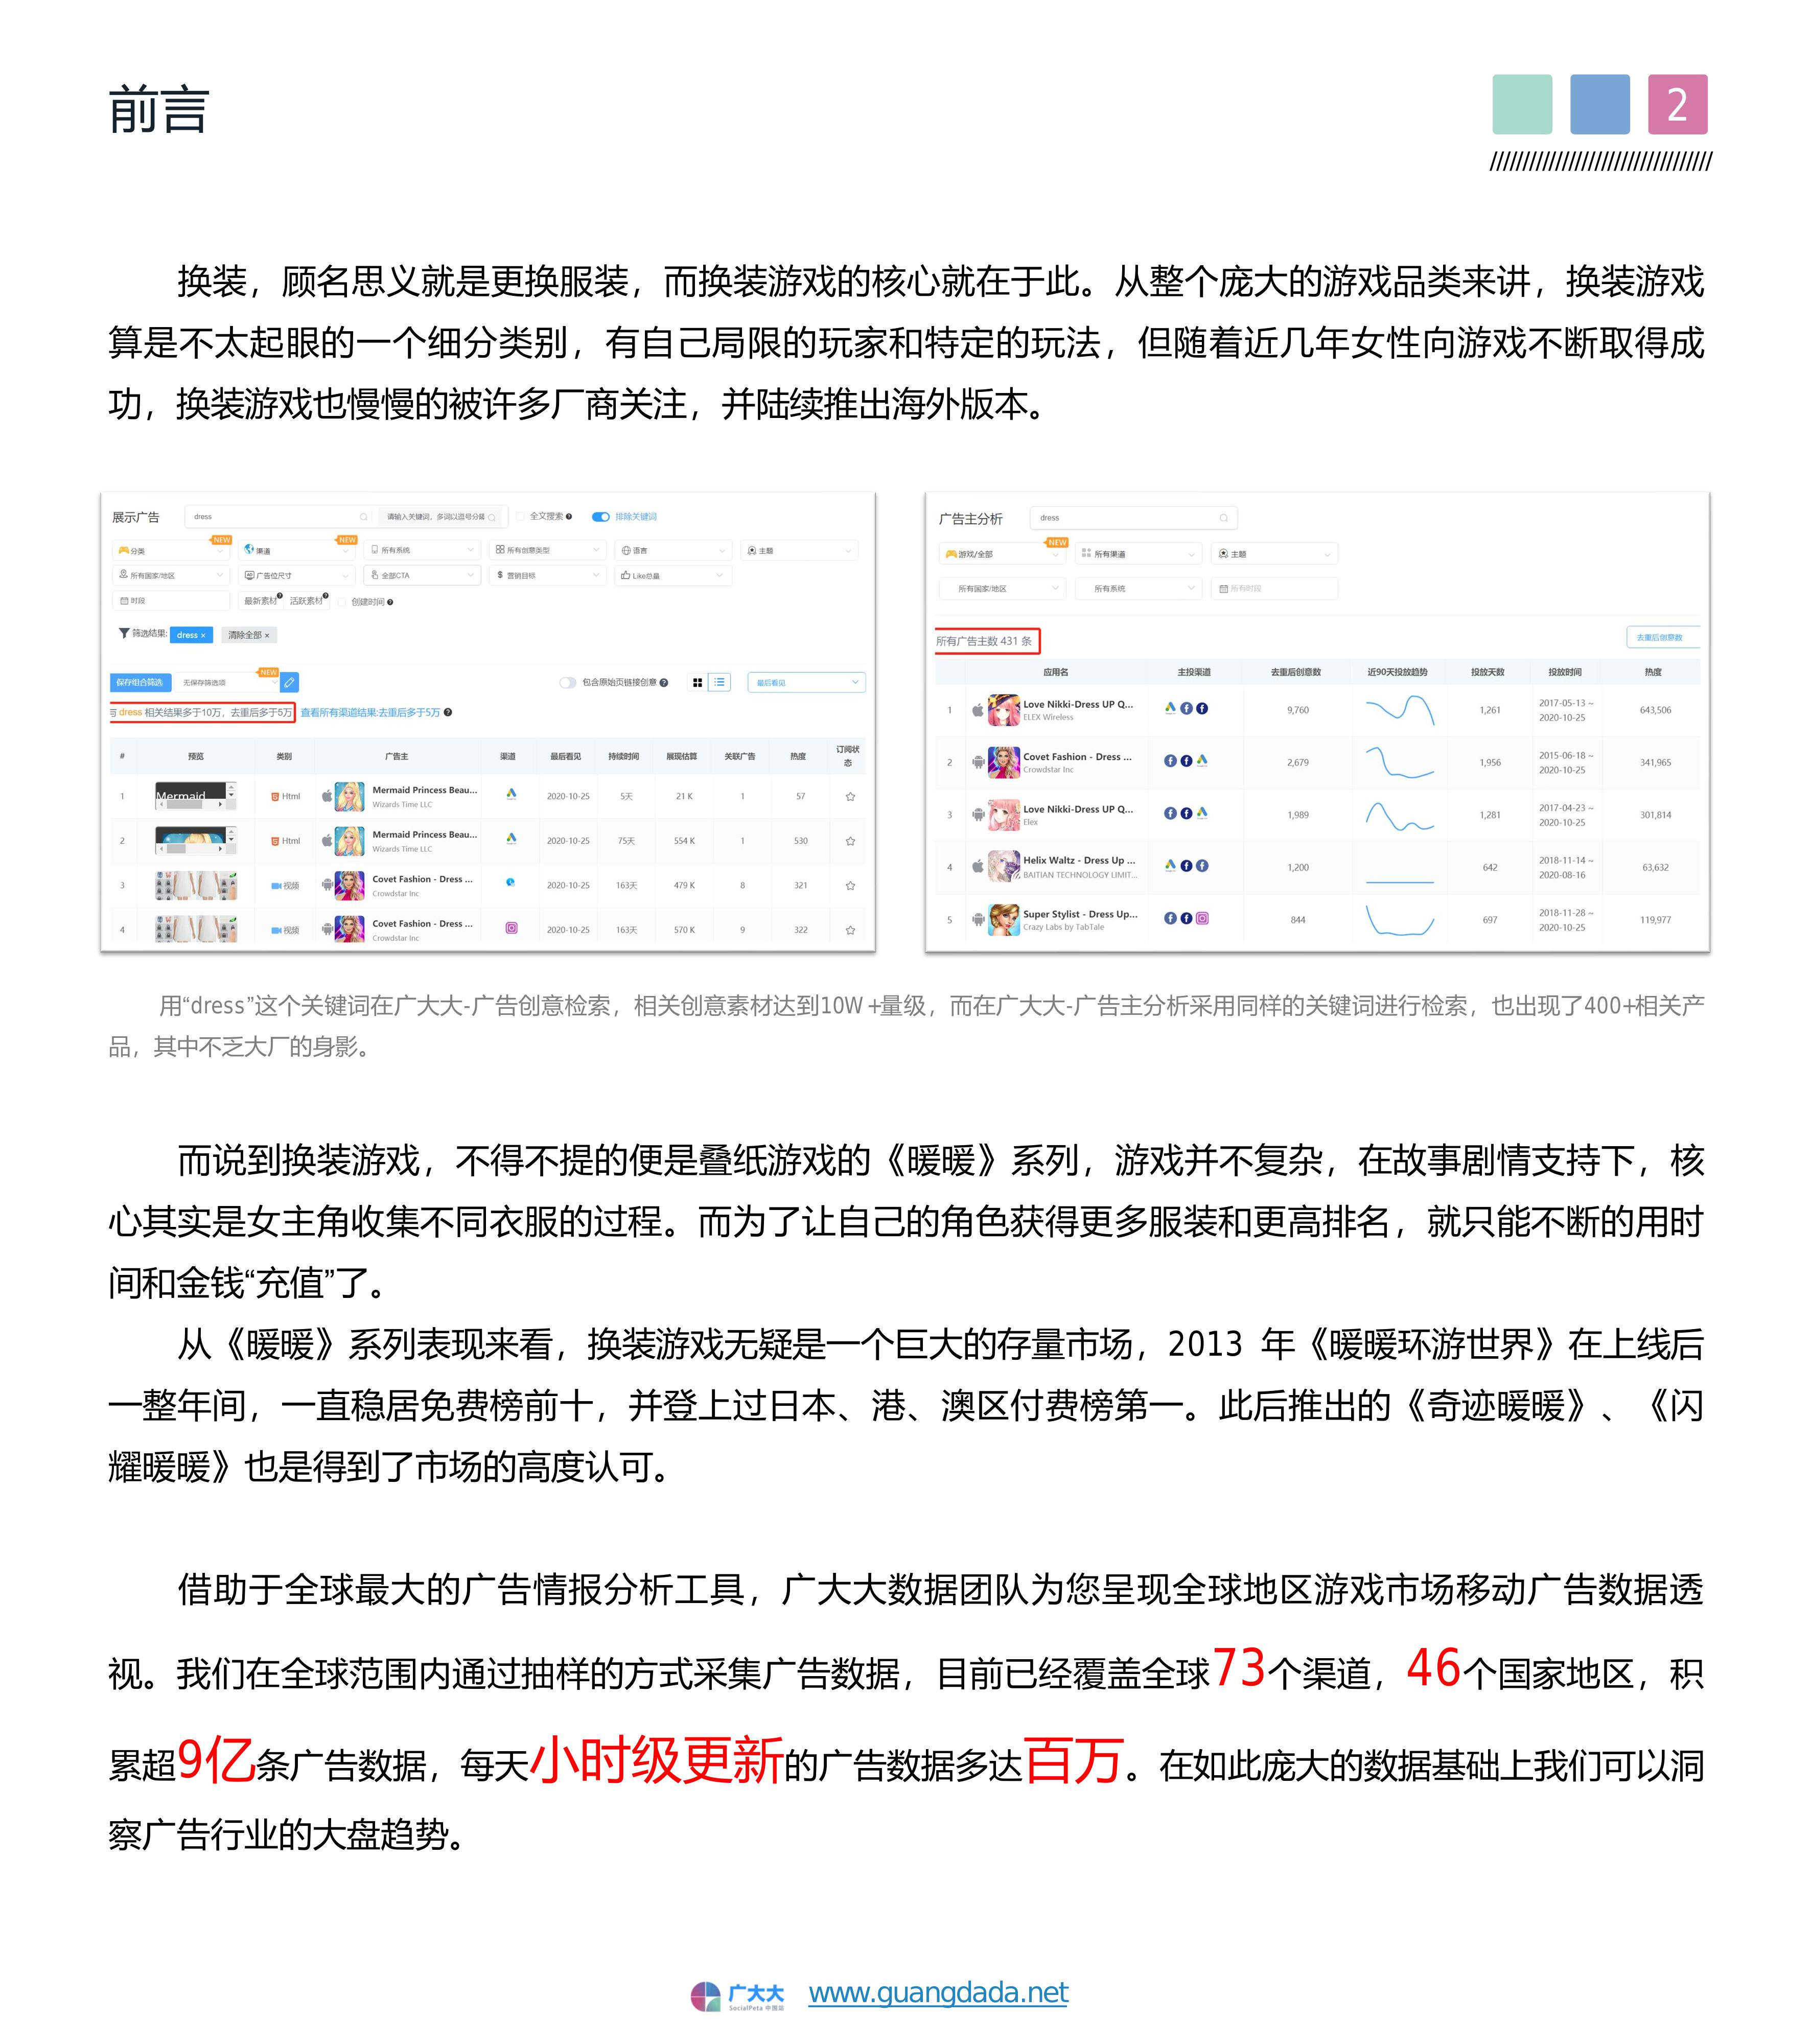 前言
2
换装，顾名思义就是更换服装，而换装游戏的核心就在于此。从整个庞大的游戏品类来讲，换装游戏
算是不太起眼的一个细分类别，有自己局限的玩家和特定的玩法，但随着近几年女性向游戏不断取得成
功，换装游戏也慢慢的被许多厂商关注，并陆续推出海外版本。
展示广告 dress 请输入关键词，多词以逗号分隔 全文搜索 排除关键词
NEW NEW
分类 渠道 所有系统 所有创意类型 语言 主题
所有国家/地区 广告位尺寸 全部CTA 营销目标 Like总量
时段 最新素材 活跃素材 创建时间
筛选结果: dress × 清除全部 ×
NEW
保存组合筛选 无保存筛选项 包含原始页链接创意 最后看见
与 dress 相关结果多于10万，去重后多于5万 查看所有渠道结果:去重后多于5万
# 预览 类别 广告主 渠道 最后看见 持续时间 展现估算 关联广告 热度 订阅状态
1 Mermaid Html Mermaid Princess Beau... 2020-10-25 5天 21 K 1 57
Wizards Time LLC
2 Html Mermaid Princess Beau... 2020-10-25 75天 554 K 1 530
Wizards Time LLC
3 视频 Covet Fashion - Dress ... 2020-10-25 163天 479 K 8 321
Crowdstar Inc
4 视频 Covet Fashion - Dress ... 2020-10-25 163天 570 K 9 322
Crowdstar Inc
广告主分析 dress
NEW
游戏/全部 所有渠道 主题
所有国家/地区 所有系统 所有时段
所有广告主数 431 条 去重后创意数
应用名 主投渠道 去重后创意数 近90天投放趋势 投放天数 投放时间 热度
1 Love Nikki-Dress UP Q... 9,760 1,261 2017-05-13 ~ 643,506
ELEX Wireless 2020-10-25
2 Covet Fashion - Dress ... 2,679 1,956 2015-06-18 ~ 341,965
Crowdstar Inc 2020-10-25
3 Love Nikki-Dress UP Q... 1,989 1,281 2017-04-23 ~ 301,814
Elex 2020-10-25
4 Helix Waltz - Dress Up ... 1,200 642 2018-11-14 ~ 63,632
BAITIAN TECHNOLOGY LIMIT... 2020-08-16
5 Super Stylist - Dress Up... 844 697 2018-11-28 ~ 119,977
Crazy Labs by TabTale 2020-10-25
用“dress”这个关键词在广大大-广告创意检索，相关创意素材达到10W+量级，而在广大大-广告主分析采用同样的关键词进行检索，也出现了400+相关产
品，其中不乏大厂的身影。
而说到换装游戏，不得不提的便是叠纸游戏的《暖暖》系列，游戏并不复杂，在故事剧情支持下，核
心其实是女主角收集不同衣服的过程。而为了让自己的角色获得更多服装和更高排名，就只能不断的用时
间和金钱“充值”了。
从《暖暖》系列表现来看，换装游戏无疑是一个巨大的存量市场，2013 年《暖暖环游世界》在上线后
一整年间，一直稳居免费榜前十，并登上过日本、港、澳区付费榜第一。此后推出的《奇迹暖暖》、《闪
耀暖暖》也是得到了市场的高度认可。
借助于全球最大的广告情报分析工具，广大大数据团队为您呈现全球地区游戏市场移动广告数据透
视。我们在全球范围内通过抽样的方式采集广告数据，目前已经覆盖全球73个渠道，46个国家地区，积
累超9亿条广告数据，每天小时级更新的广告数据多达百万。在如此庞大的数据基础上我们可以洞
察广告行业的大盘趋势。
广大大 www.guangdada.net
SocialPeta 中国站